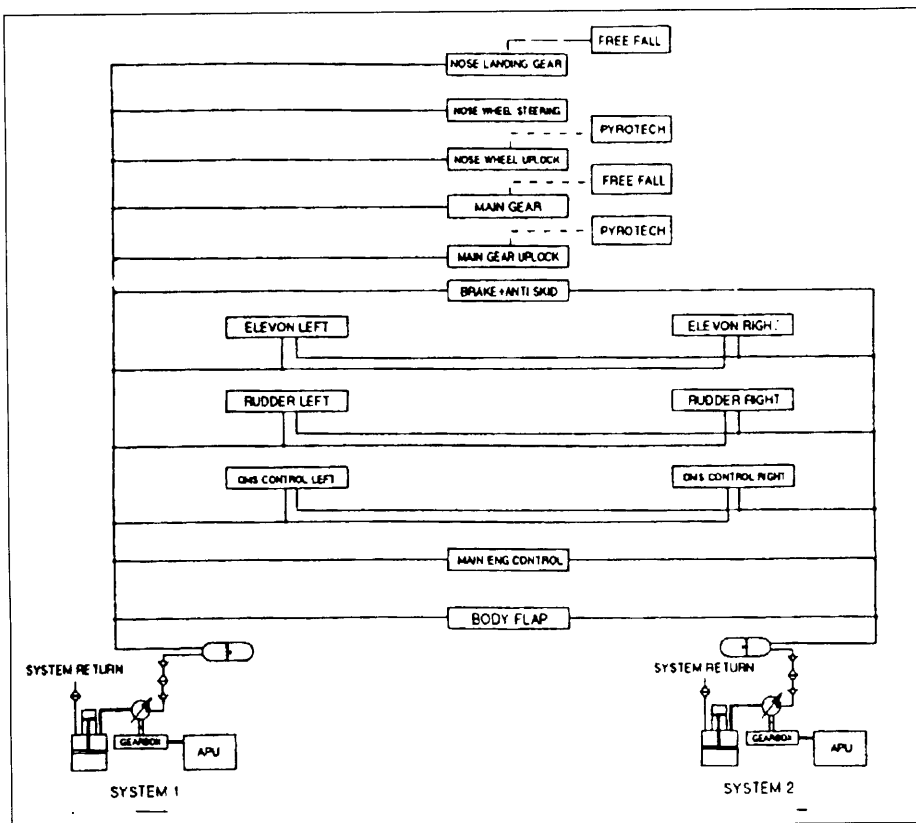 FREE FALL
NOSE LANDING GEAR
NOSE WHEEL STEERING
PYROTECH
NOSE WHEEL UPLOCK
FREE FALL
MAIN GEAR
PYROTECH
MAIN GEAR UPLOCK
BRAKE+ANTI SKID
ELEVON LEFT
ELEVON RIGHT
RUDDER LEFT
RUDDER RIGHT
OMS CONTROL LEFT
OMS CONTROL RIGHT
MAIN ENG CONTROL
BODY FLAP
SYSTEM RETURN
SYSTEM RETURN
GEARBOX
APU
GEARBOX
APU
SYSTEM 1
SYSTEM 2